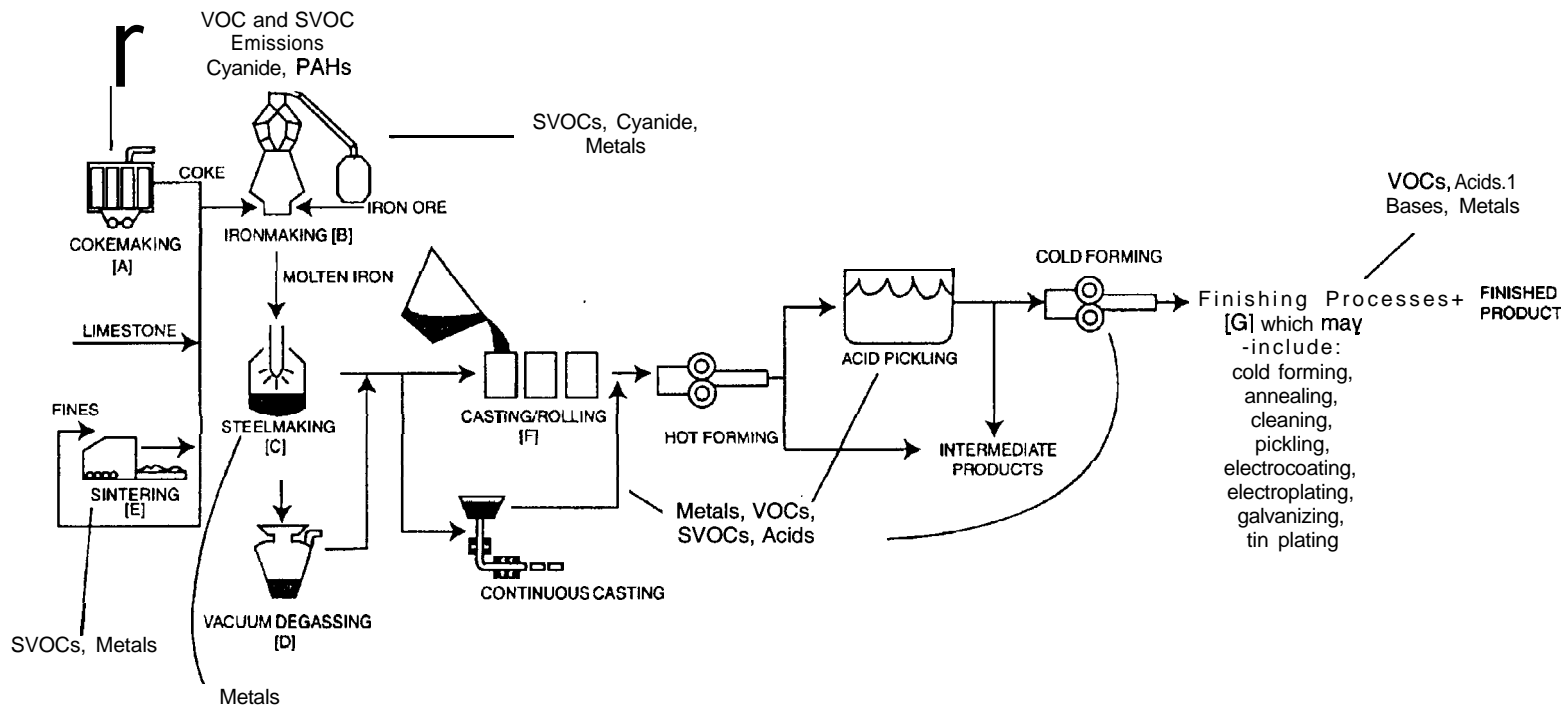 r
VOC and SVOC
Emissions
Cyanide, PAHs
SVOCs, Cyanide,
Metals
COKE
IRON ORE
COKEMAKING
[A]
IRONMAKING [B]
MOLTEN IRON
LIMESTONE
FINES
SINTERING
[E]
STEELMAKING
[C]
VACUUM DEGASSING
[D]
SVOCs, Metals
Metals
CASTING/ROLLING
[F]
CONTINUOUS CASTING
HOT FORMING
ACID PICKLING
INTERMEDIATE
PRODUCTS
Metals, VOCs,
SVOCs, Acids
COLD FORMING
VOCs, Acids.1
Bases, Metals
Finishing Processes+
[G] which may
-include:
cold forming,
annealing,
cleaning,
pickling,
electrocoating,
electroplating,
galvanizing,
tin plating
FINISHED
PRODUCT